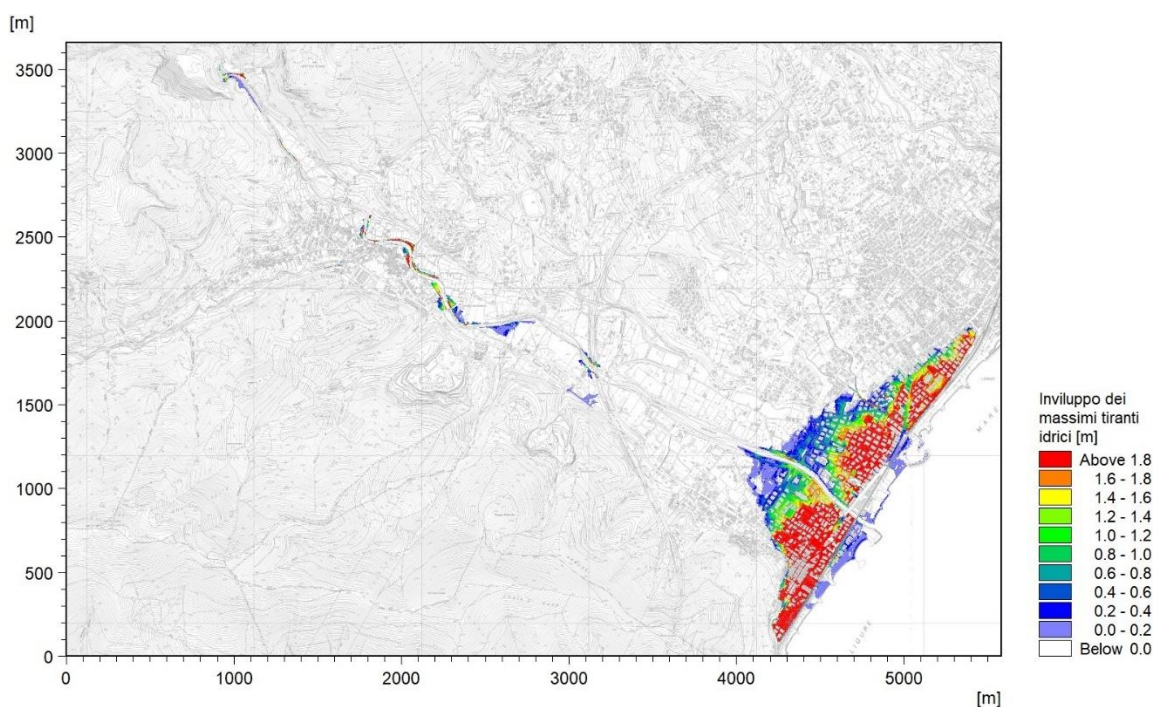 [m]
3500
3000
2500
2000
1500
1000
500
0
0
1000
2000
3000
4000
5000
[m]
Inviluppo dei
massimi tiranti
idrici [m]
Above 1.8
1.6 - 1.8
1.4 - 1.6
1.2 - 1.4
1.0 - 1.2
0.8 - 1.0
0.6 - 0.8
0.4 - 0.6
0.2 - 0.4
0.0 - 0.2
Below 0.0
MARE
LIGURE